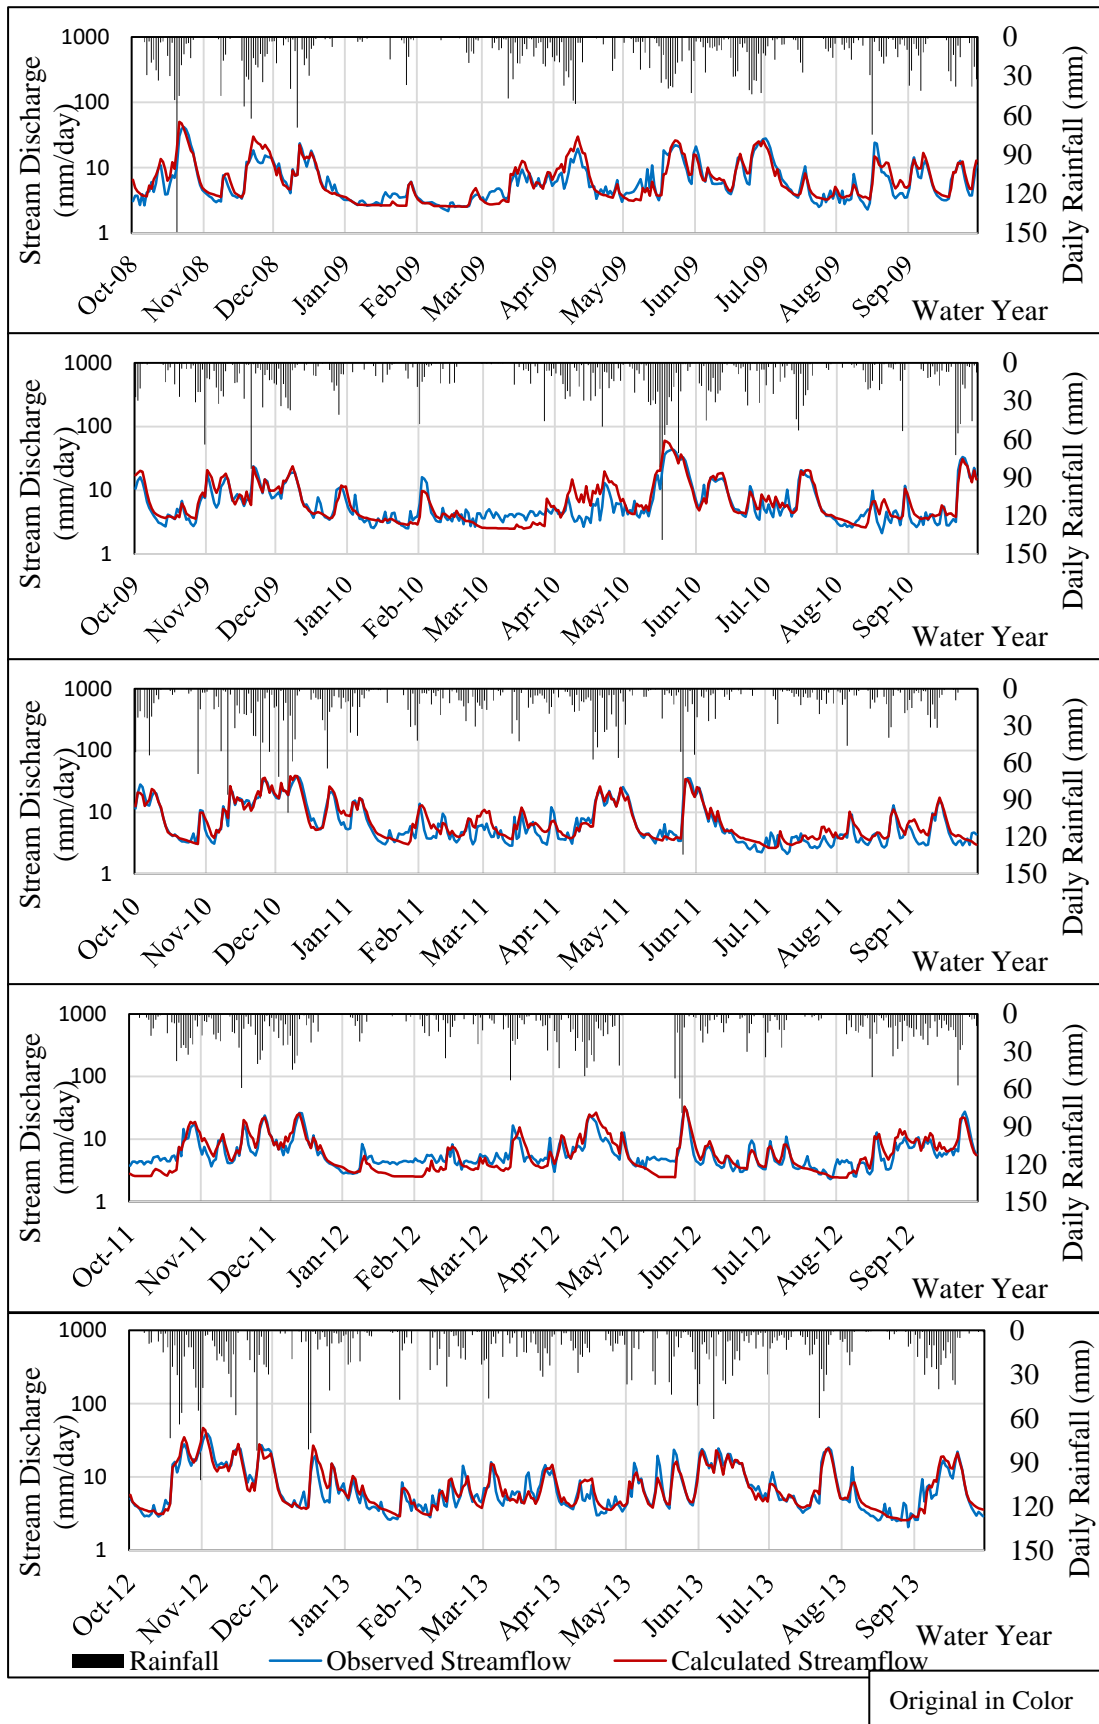 Stream Discharge
(mm/day)
1000
100
10
1
0
30
60
90
120
150
Daily Rainfall (mm)
Oct-08
Nov-08
Dec-08
Jan-09
Feb-09
Mar-09
Apr-09
May-09
Jun-09
Jul-09
Aug-09
Sep-09
Water Year
Stream Discharge
(mm/day)
1000
100
10
1
0
30
60
90
120
150
Daily Rainfall (mm)
Oct-09
Nov-09
Dec-09
Jan-10
Feb-10
Mar-10
Apr-10
May-10
Jun-10
Jul-10
Aug-10
Sep-10
Water Year
Stream Discharge
(mm/day)
1000
100
10
1
0
30
60
90
120
150
Daily Rainfall (mm)
Oct-10
Nov-10
Dec-10
Jan-11
Feb-11
Mar-11
Apr-11
May-11
Jun-11
Jul-11
Aug-11
Sep-11
Water Year
Stream Discharge
(mm/day)
1000
100
10
1
0
30
60
90
120
150
Daily Rainfall (mm)
Oct-11
Nov-11
Dec-11
Jan-12
Feb-12
Mar-12
Apr-12
May-12
Jun-12
Jul-12
Aug-12
Sep-12
Water Year
Stream Discharge
(mm/day)
1000
100
10
1
0
30
60
90
120
150
Daily Rainfall (mm)
Oct-12
Nov-12
Dec-12
Jan-13
Feb-13
Mar-13
Apr-13
May-13
Jun-13
Jul-13
Aug-13
Sep-13
Water Year
Rainfall
Observed Streamflow
Calculated Streamflow
Original in Color